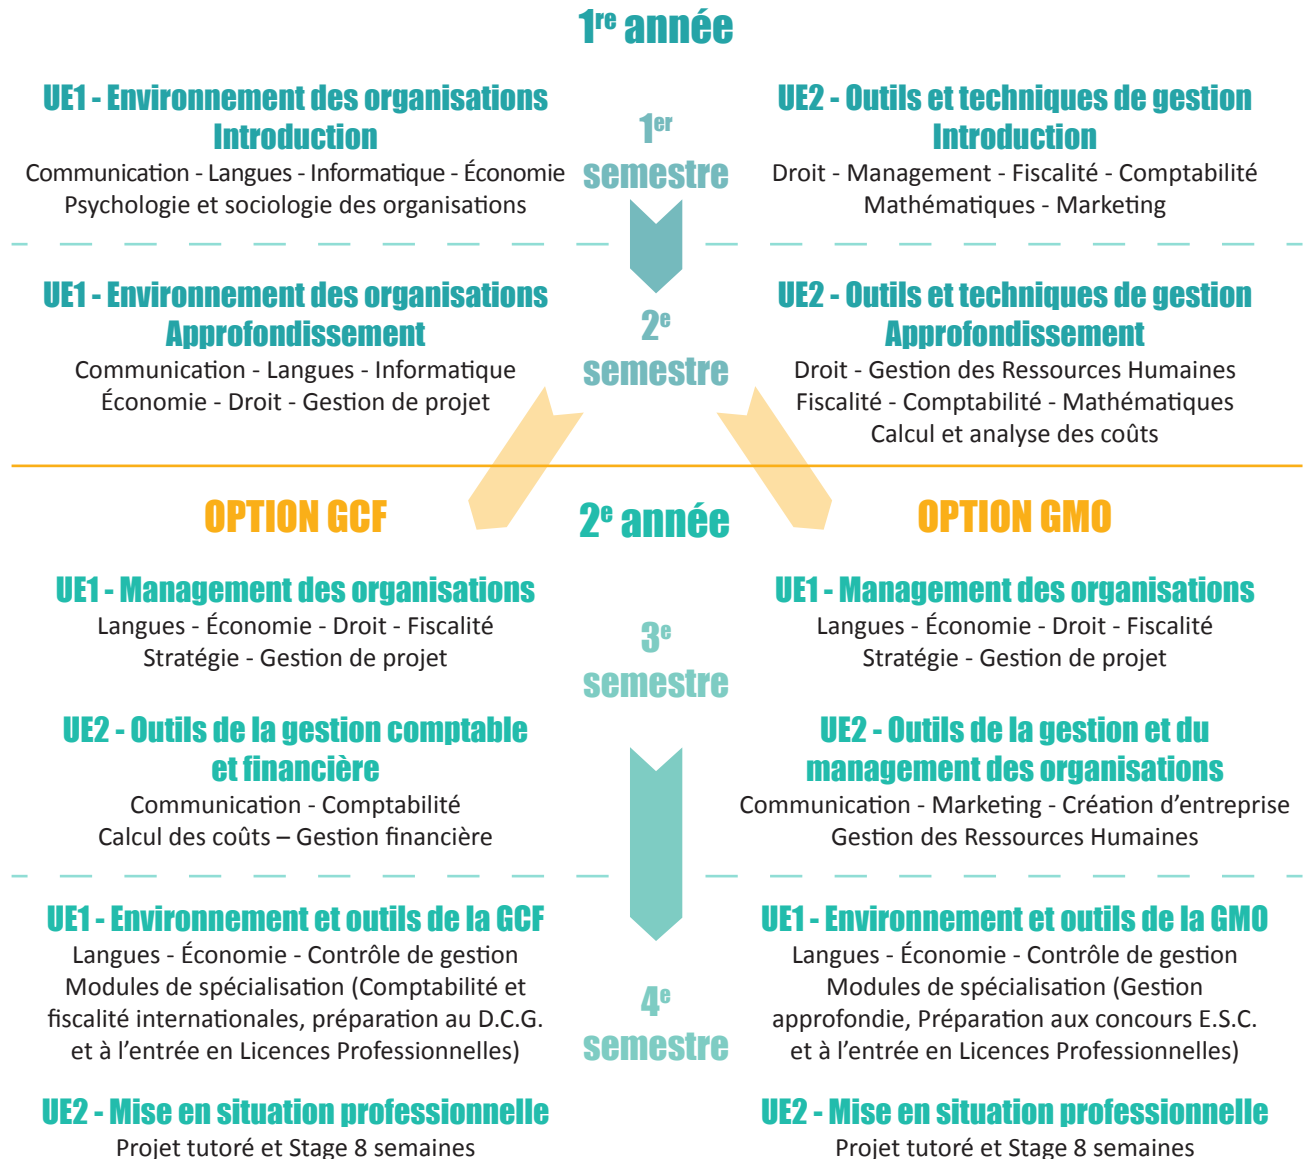 1re année
UE1 - Environnement des organisations
Introduction
Communication - Langues - Informatique - Économie
Psychologie et sociologie des organisations
1er
semestre
UE2 - Outils et techniques de gestion
Introduction
Droit - Management - Fiscalité - Comptabilité
Mathématiques - Marketing
UE1 - Environnement des organisations
Approfondissement
Communication - Langues - Informatique
Économie - Droit - Gestion de projet
2e
semestre
UE2 - Outils et techniques de gestion
Approfondissement
Droit - Gestion des Ressources Humaines
Fiscalité - Comptabilité - Mathématiques
Calcul et analyse des coûts
OPTION GCF
2e année
OPTION GMO
UE1 - Management des organisations
Langues - Économie - Droit - Fiscalité
Stratégie - Gestion de projet
3e
semestre
UE1 - Management des organisations
Langues - Économie - Droit - Fiscalité
Stratégie - Gestion de projet
UE2 - Outils de la gestion comptable
et financière
Communication - Comptabilité
Calcul des coûts – Gestion financière
UE2 - Outils de la gestion et du
management des organisations
Communication - Marketing - Création d’entreprise
Gestion des Ressources Humaines
UE1 - Environnement et outils de la GCF
Langues - Économie - Contrôle de gestion
Modules de spécialisation (Comptabilité et
fiscalité internationales, préparation au D.C.G.
et à l’entrée en Licences Professionnelles)
4e
semestre
UE1 - Environnement et outils de la GMO
Langues - Économie - Contrôle de gestion
Modules de spécialisation (Gestion
approfondie, Préparation aux concours E.S.C.
et à l’entrée en Licences Professionnelles)
UE2 - Mise en situation professionnelle
Projet tutoré et Stage 8 semaines
UE2 - Mise en situation professionnelle
Projet tutoré et Stage 8 semaines